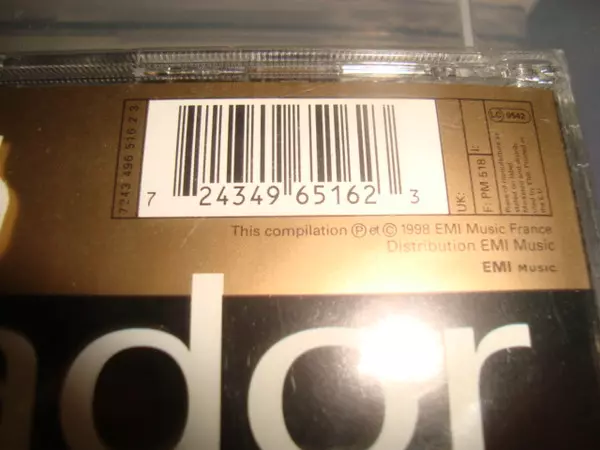 7243 496 516 2 3
7 24349 65162 3
UK:
F: PM 518
I:
LC 0542
This compilation Ⓟ et © 1998 EMI Music France
Distribution EMI Music
EMI MUSIC
ador